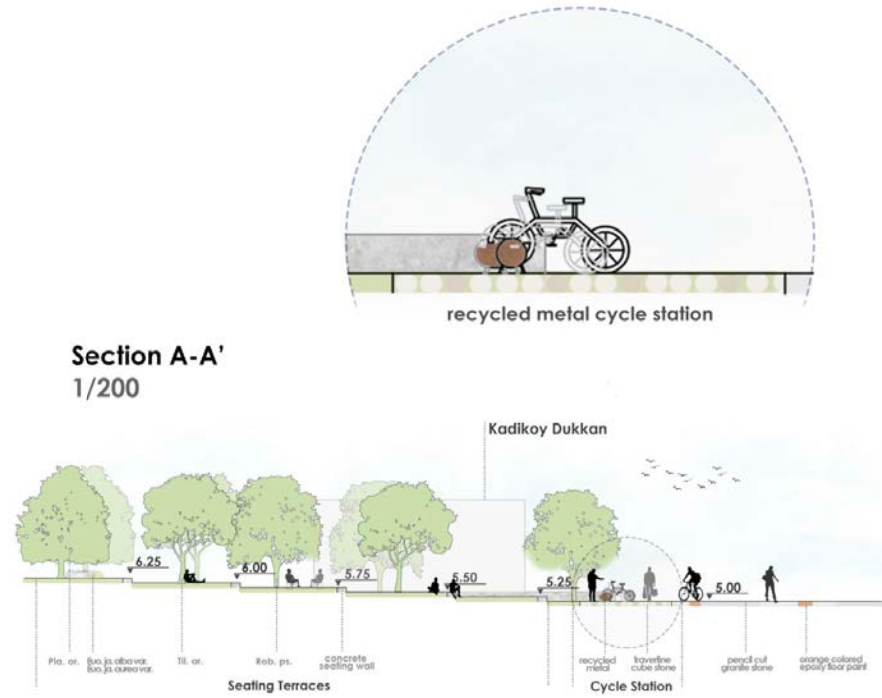 recycled metal cycle station
Section A-A'
1/200
Kadikoy Dukkan
6.25
6.00
5.75
5.50
5.25
5.00
Pla. or.
Euo. ja. alba var.
Euo. ja. aurea var.
Til. ar.
Rob. ps.
concrete
seating wall
recycled
metal
travertine
cube stone
pencil cut
granite stone
orange colored
epoxy floor paint
Seating Terraces
Cycle Station